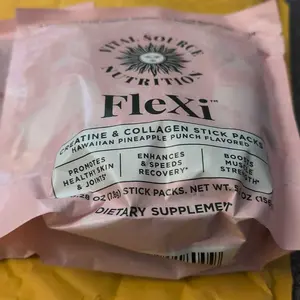 VITAL SOURCE
NUTRITION
FleXi™
CREATINE & COLLAGEN STICK PACKS
HAWAIIAN PINEAPPLE PUNCH FLAVORED
PROMOTES
HEALTHY SKIN
& JOINTS*
ENHANCES
& SPEEDS
RECOVERY*
BOOSTS
MUSCLE
STRENGTH*
STICK PACKS. NET WT.
DIETARY SUPPLEMENT